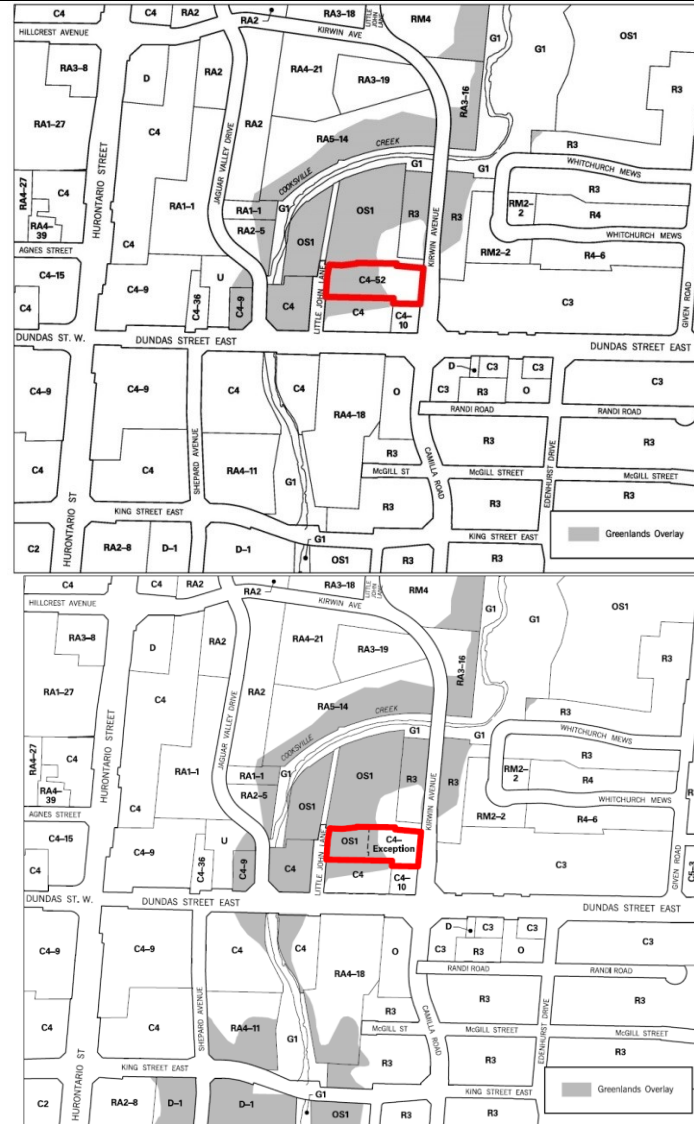 C4
C4
RA2
RA2
RA3–18
LITTLE JOHN LANE
RM4
G1
OS1
HILLCREST AVENUE
KIRWIN AVE
RA3–8
D
RA2
RA4–21
RA3–19
RA3–16
G1
R3
RA1–27
C4
JAGUAR VALLEY DRIVE
RA2
RA5–14
CREEK
COOKSVILLE
R3
WHITCHURCH MEWS
HURONTARIO STREET
G1
G1
R3
RA4–27
C4
RA1–1
RA1–1
G1
R3
R3
KIRWIN AVENUE
RM2–2
R4
RA4–39
RA2–5
OS1
OS1
WHITCHURCH MEWS
AGNES STREET
C4
RM2–2
R4–6
GIVEN ROAD
C4–15
C4–9
C4–36
U
C4–9
C4
LITTLE JOHN LANE
C4–52
C3
C4
C4
C4–10
DUNDAS ST. W.
DUNDAS STREET EAST
DUNDAS STREET EAST
C4–9
C4–9
C4
C4
RA4–18
O
D
C3
C3
C3
C3
R3
O
RANDI ROAD
RANDI ROAD
SHEPARD AVENUE
R3
CAMILLA ROAD
R3
EDENHURST DRIVE
R3
C4
C4
RA4–11
McGILL ST
McGILL STREET
McGILL STREET
HURONTARIO ST
G1
R3
R3
R3
KING STREET EAST
KING STREET EAST
C2
RA2–8
D–1
D–1
G1
OS1
R3
R3
Greenlands Overlay
C4
C4
RA2
RA2
RA3–18
LITTLE JOHN LANE
RM4
G1
OS1
HILLCREST AVENUE
KIRWIN AVE
RA3–8
D
RA2
RA4–21
RA3–19
RA3–16
G1
R3
RA1–27
C4
JAGUAR VALLEY DRIVE
RA2
RA5–14
CREEK
COOKSVILLE
R3
WHITCHURCH MEWS
HURONTARIO STREET
G1
G1
R3
RA4–27
C4
RA1–1
RA1–1
G1
OS1
R3
R3
KIRWIN AVENUE
RM2–2
R4
RA4–39
RA2–5
OS1
WHITCHURCH MEWS
AGNES STREET
C4
RM2–2
R4–6
GIVEN ROAD
C4–15
C4–9
C4–36
U
C4–9
C4
LITTLE JOHN LANE
OS1
C4–
Exception
C3
C4
C4
C4–10
C5–3
DUNDAS ST. W.
DUNDAS STREET EAST
DUNDAS STREET EAST
C4–9
C4–9
C4
C4
RA4–18
O
D
C3
C3
C3
C3
R3
O
RANDI ROAD
RANDI ROAD
SHEPARD AVENUE
R3
CAMILLA ROAD
R3
EDENHURST DRIVE
R3
C4
C4
RA4–11
McGILL ST
McGILL STREET
McGILL STREET
HURONTARIO ST
G1
R3
R3
R3
KING STREET EAST
KING STREET EAST
C2
RA2–8
D–1
D–1
G1
OS1
R3
R3
Greenlands Overlay